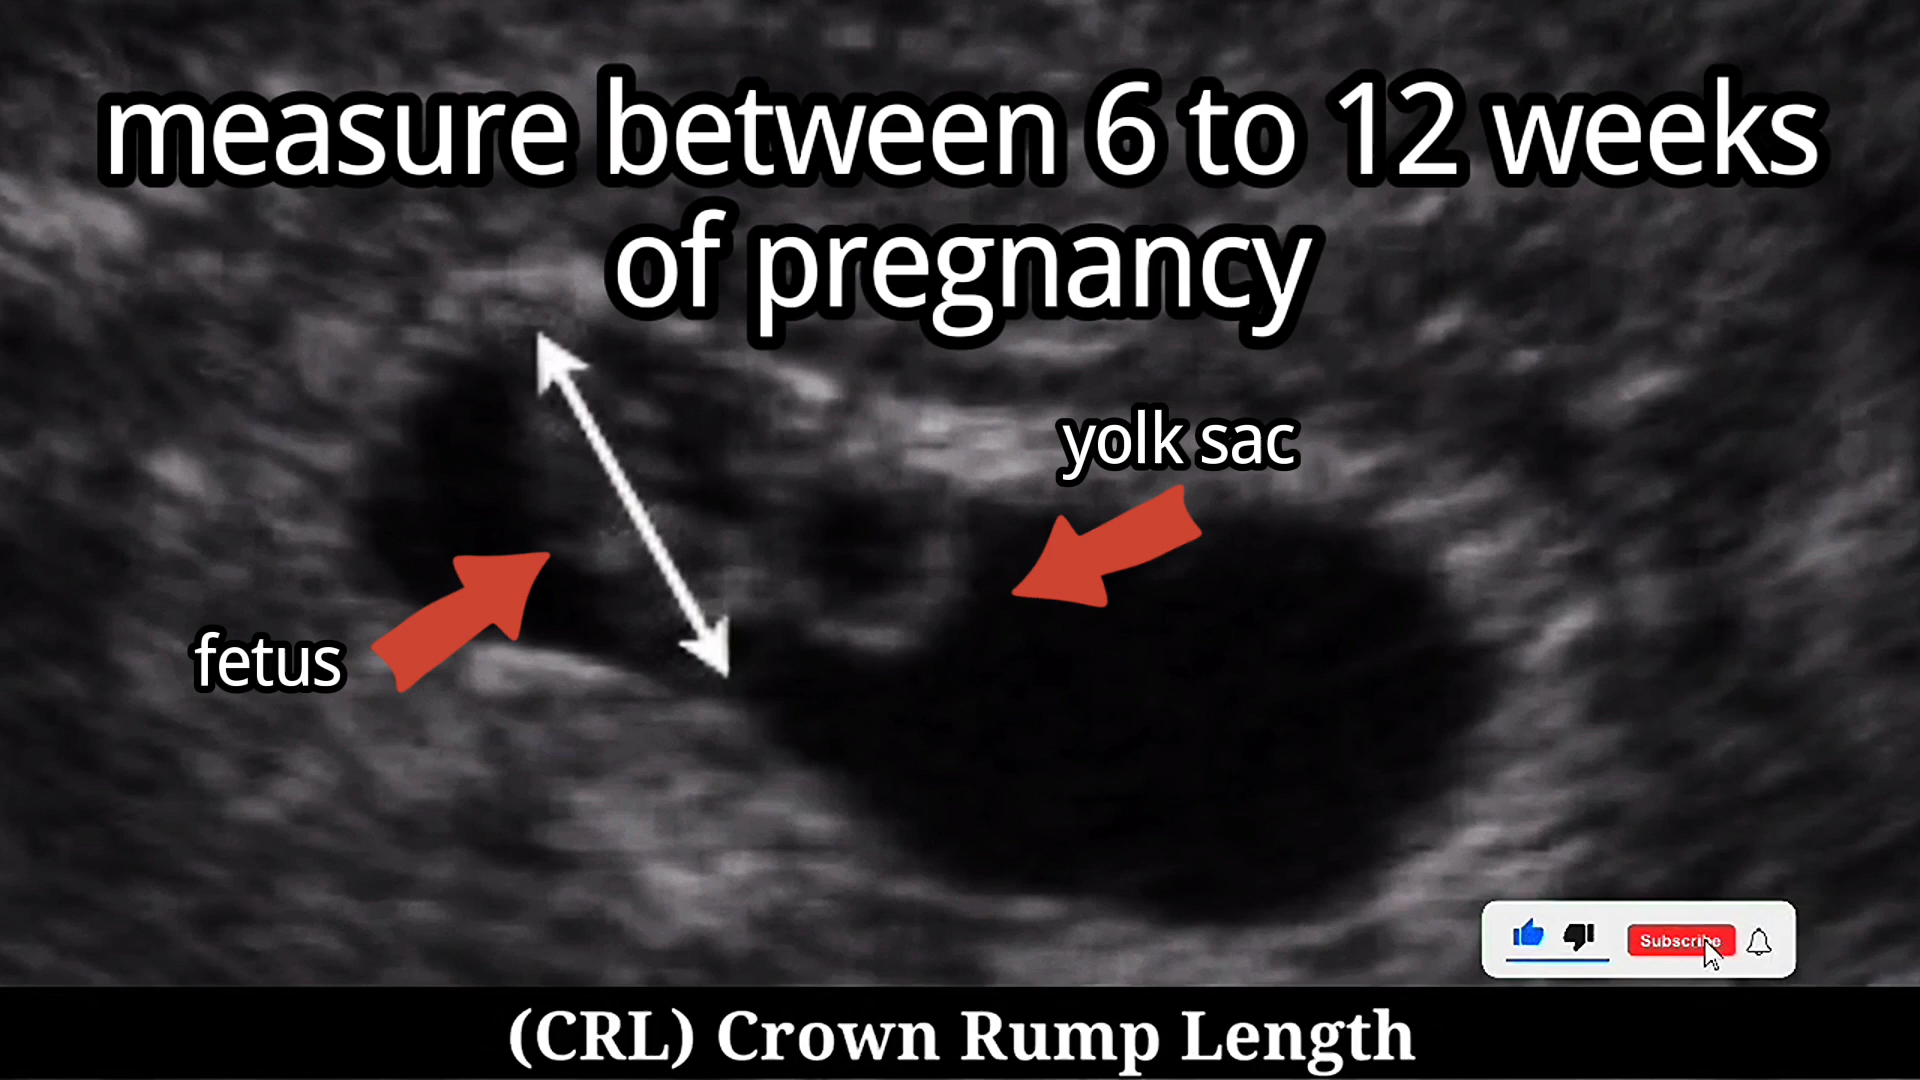 measure between 6 to 12 weeks
of pregnancy
yolk sac
fetus
Subscribe
(CRL) Crown Rump Length